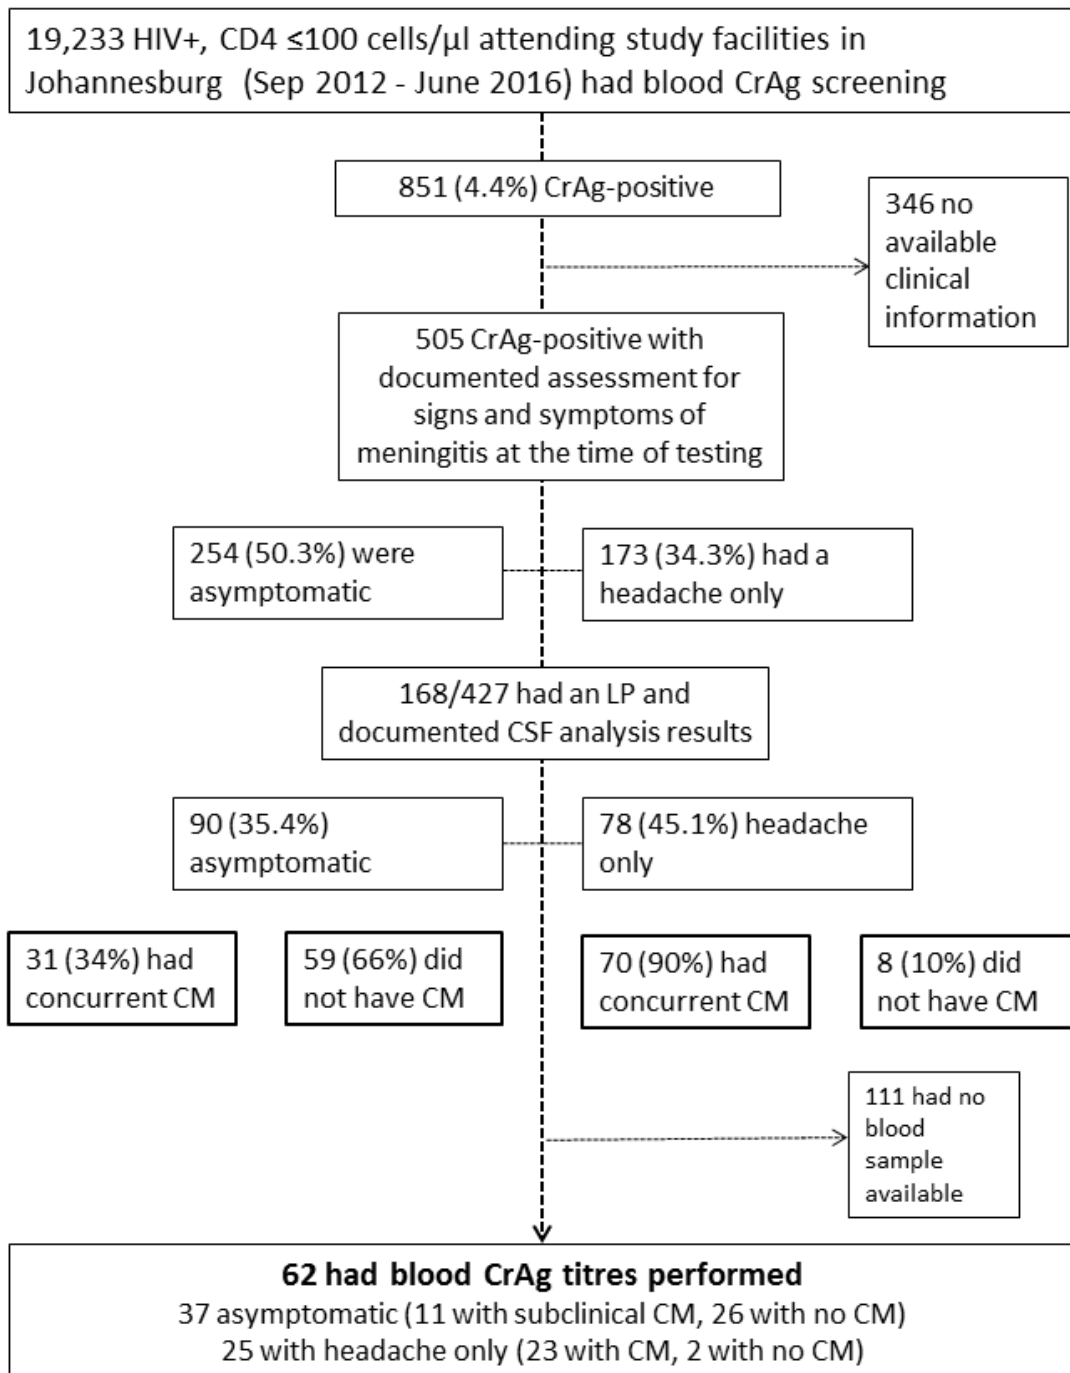 19,233 HIV+, CD4 ≤100 cells/µl attending study facilities in
Johannesburg (Sep 2012 - June 2016) had blood CrAg screening
851 (4.4%) CrAg-positive
346 no
available
clinical
information
505 CrAg-positive with
documented assessment for
signs and symptoms of
meningitis at the time of testing
254 (50.3%) were
asymptomatic
173 (34.3%) had a
headache only
168/427 had an LP and
documented CSF analysis results
90 (35.4%)
asymptomatic
78 (45.1%) headache
only
31 (34%) had
concurrent CM
59 (66%) did
not have CM
70 (90%) had
concurrent CM
8 (10%) did
not have CM
111 had no
blood
sample
available
62 had blood CrAg titres performed
37 asymptomatic (11 with subclinical CM, 26 with no CM)
25 with headache only (23 with CM, 2 with no CM)